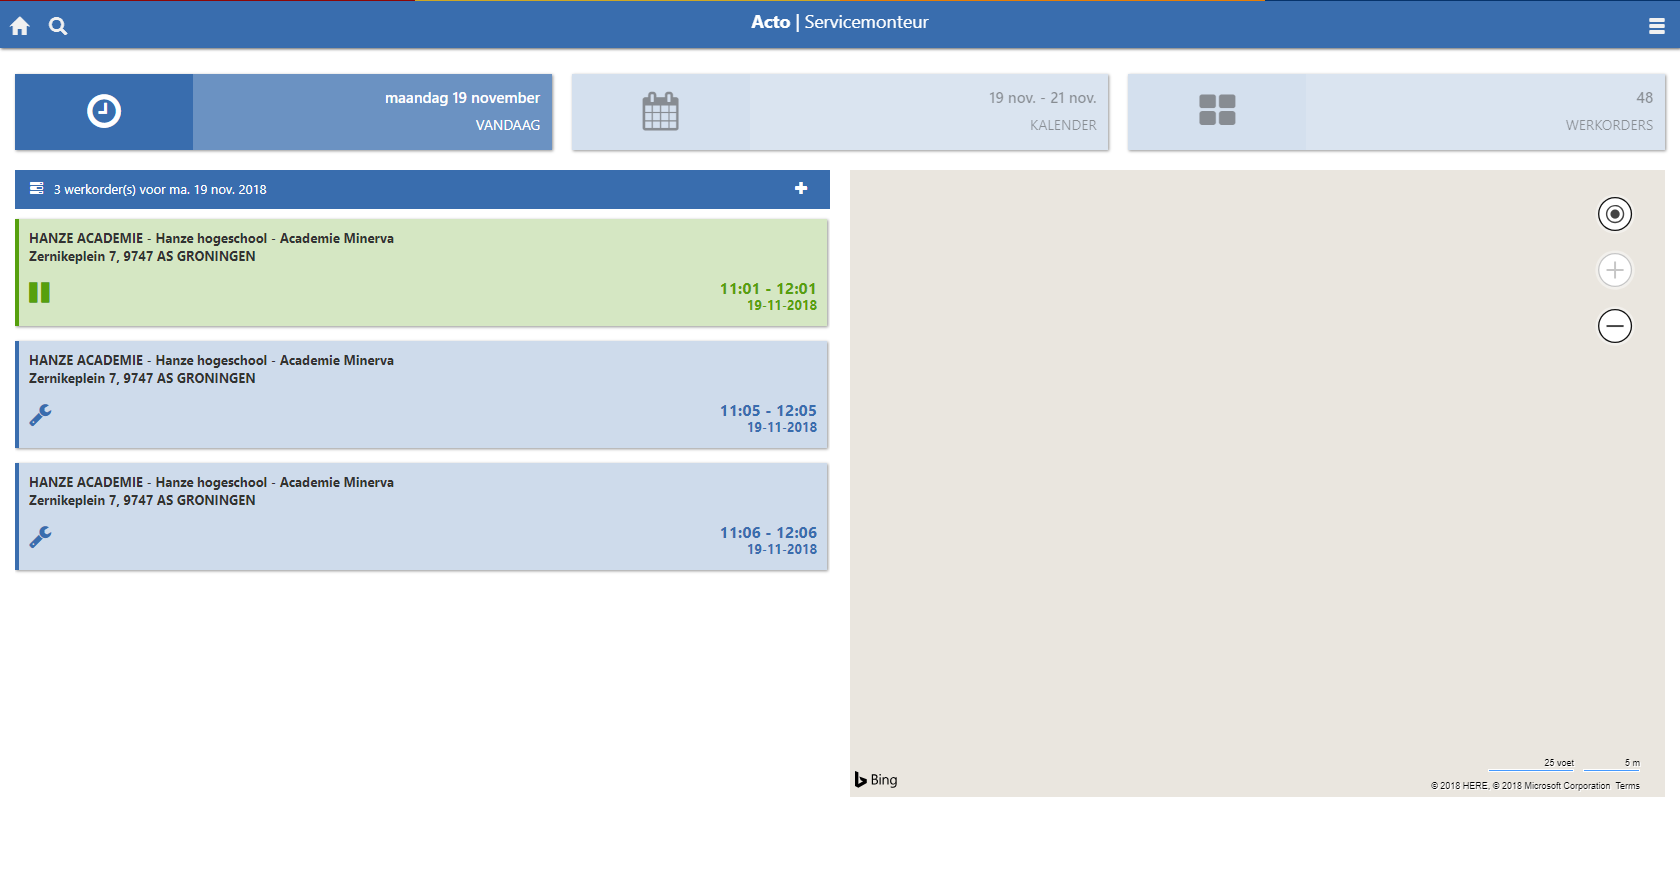 Acto | Servicemonteur
maandag 19 november
VANDAAG
19 nov. - 21 nov.
KALENDER
48
WERKORDERS
3 werkorder(s) voor ma. 19 nov. 2018
HANZE ACADEMIE - Hanze hogeschool - Academie Minerva
Zernikeplein 7, 9747 AS GRONINGEN
11:01 - 12:01
19-11-2018
HANZE ACADEMIE - Hanze hogeschool - Academie Minerva
Zernikeplein 7, 9747 AS GRONINGEN
11:05 - 12:05
19-11-2018
HANZE ACADEMIE - Hanze hogeschool - Academie Minerva
Zernikeplein 7, 9747 AS GRONINGEN
11:06 - 12:06
19-11-2018
25 voet 5 m
Bing
© 2018 HERE, © 2018 Microsoft Corporation Terms